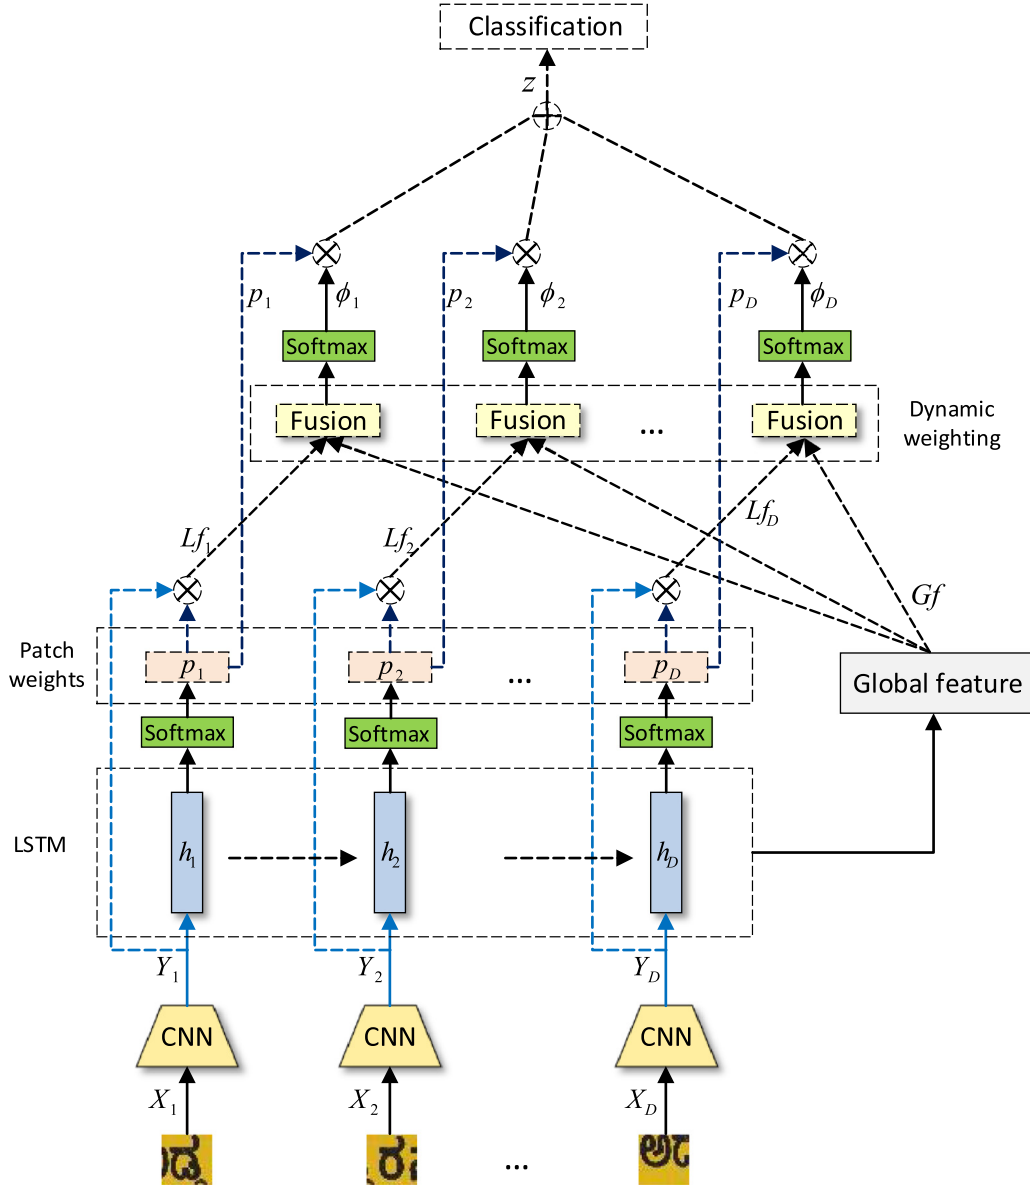 Classification
z
p1 ϕ1 p2 ϕ2 pD ϕD
Softmax Softmax Softmax
Fusion Fusion ... Fusion
Dynamic
weighting
Lf1 Lf2 LfD
Gf
Patch
weights
p1 p2 ... pD
Global feature
Softmax Softmax Softmax
LSTM
h1 h2 hD
Y1 Y2 YD
CNN CNN CNN
X1 X2 XD
...